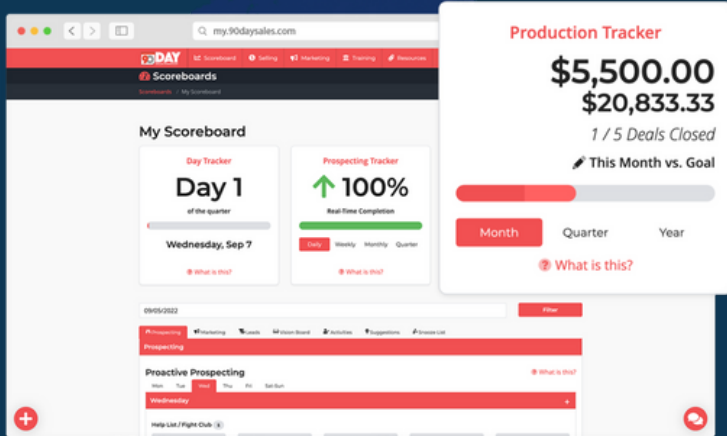 my.90daysales.com
90DAY
Scoreboard
Selling
Marketing
Training
Resources
Scoreboards
Scoreboards / My Scoreboard
My Scoreboard
Day Tracker
Day 1
of the quarter
Wednesday, Sep 7
What is this?
Prospecting Tracker
100%
Real-Time Completion
Daily Weekly Monthly Quarter
What is this?
Production Tracker
$5,500.00
$20,833.33
1 / 5 Deals Closed
This Month vs. Goal
Month Quarter Year
What is this?
09/05/2022
Filter
Prospecting Marketing Leads Vision Board Activities Suggestions Snooze List
Prospecting
Proactive Prospecting
What is this?
Mon Tue Wed Thu Fri Sat-Sun
Wednesday
Help List / Fight Club